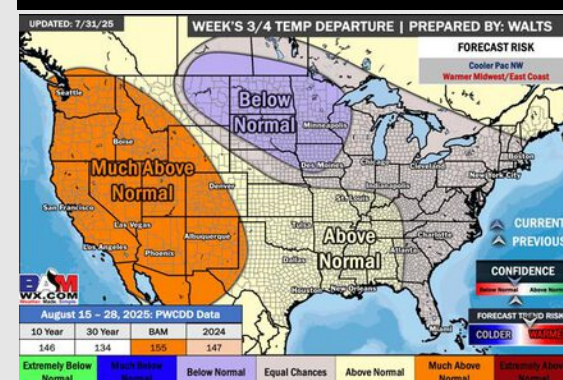 UPDATED: 7/31/25
WEEK'S 3/4 TEMP DEPARTURE | PREPARED BY: WALTS
FORECAST RISK
Cooler Pac NW
Warmer Midwest/East Coast
Seattle
Below
Normal
Minneapolis
Boise
Boston
Much Above
Normal
Des Moines
Chicago
Cleveland
New York City
Denver
Indianapolis
San Francisco
St. Louis
Las Vegas
Los Angeles
Albuquerque
Tulsa
Charlotte
CURRENT
Above
Normal
PREVIOUS
Phoenix
Dallas
Atlanta
BAM
WX.COM
Houston
New Orleans
CONFIDENCE
Below Normal
Above Norm
August 15 – 28, 2025: PWCDD Data
Miami
FORECAST TREND RISK
10 Year
30 Year
BAM
2024
COLDER
WARMER
146
134
155
147
Extremely Below
Normal
Much Below
Normal
Below Normal
Equal Chances
Above Normal
Much Above
Normal
Extremely Above
Normal